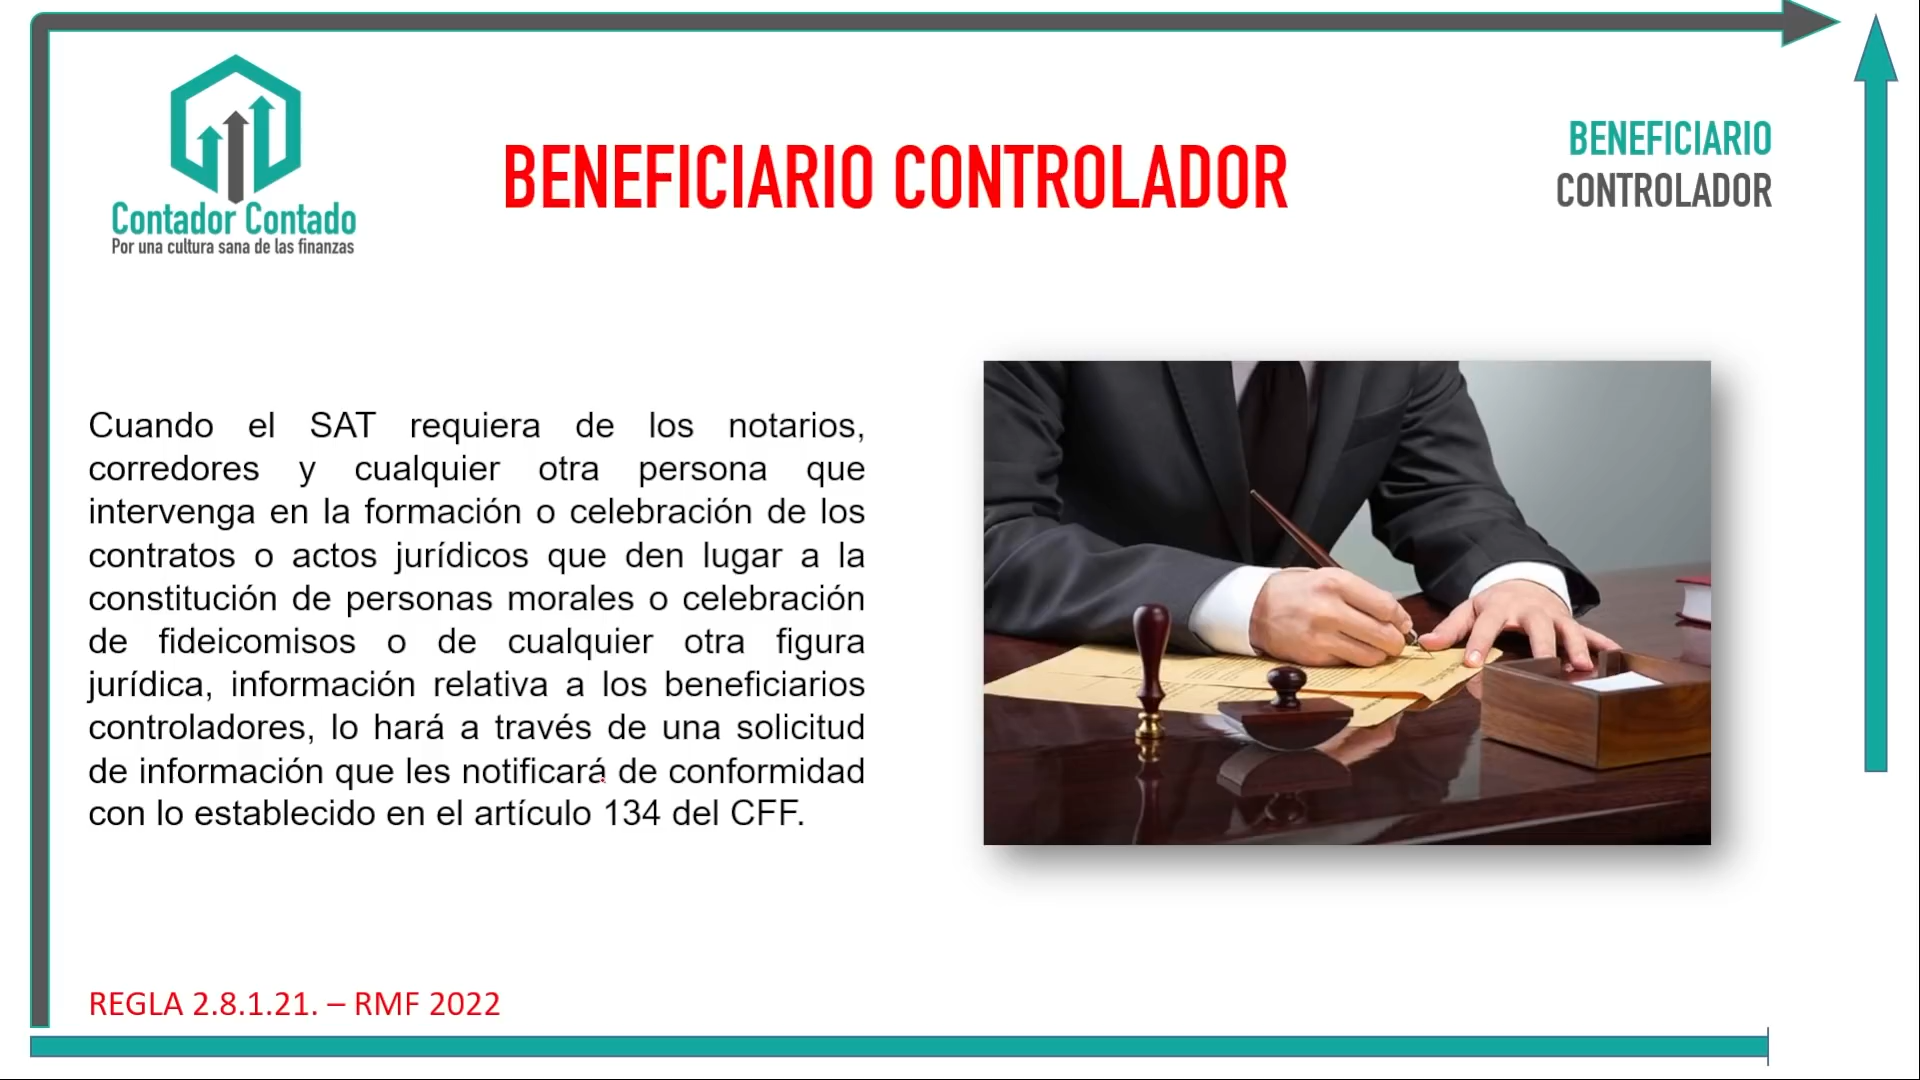 Contador Contado
Por una cultura sana de las finanzas
BENEFICIARIO CONTROLADOR
BENEFICIARIO
CONTROLADOR
Cuando el SAT requiera de los notarios,
corredores y cualquier otra persona que
intervenga en la formación o celebración de los
contratos o actos jurídicos que den lugar a la
constitución de personas morales o celebración
de fideicomisos o de cualquier otra figura
jurídica, información relativa a los beneficiarios
controladores, lo hará a través de una solicitud
de información que les notificará de conformidad
con lo establecido en el artículo 134 del CFF.
REGLA 2.8.1.21. – RMF 2022